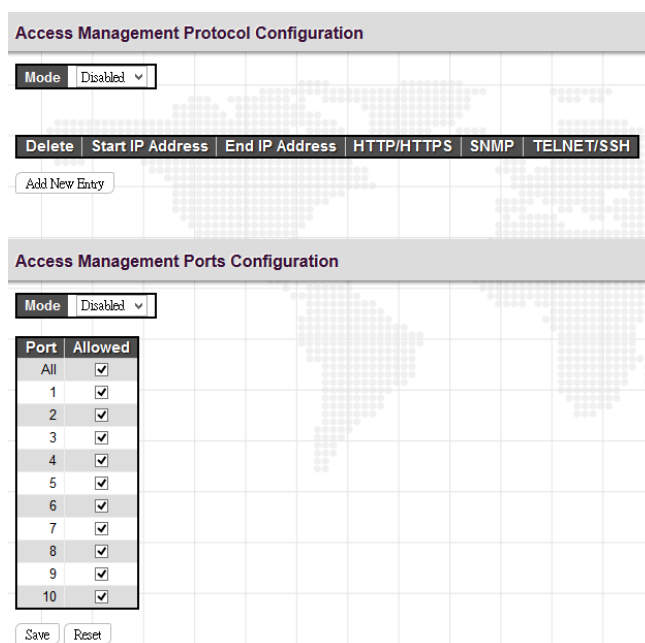 Access Management Protocol Configuration
Mode Disabled
Delete Start IP Address End IP Address HTTP/HTTPS SNMP TELNET/SSH
Add New Entry
Access Management Ports Configuration
Mode Disabled
Port Allowed
All
1
2
3
4
5
6
7
8
9
10
Save Reset